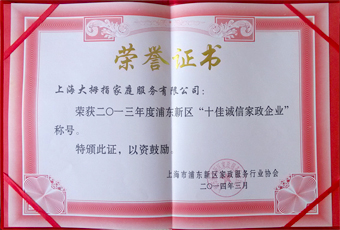 荣誉证书
上海大拇指家庭服务有限公司：
荣获二〇一三年度浦东新区“十佳诚信家政企业”
称号。
特颁此证，以资鼓励。
上海市浦东新区家政服务行业协会
二〇一四年三月